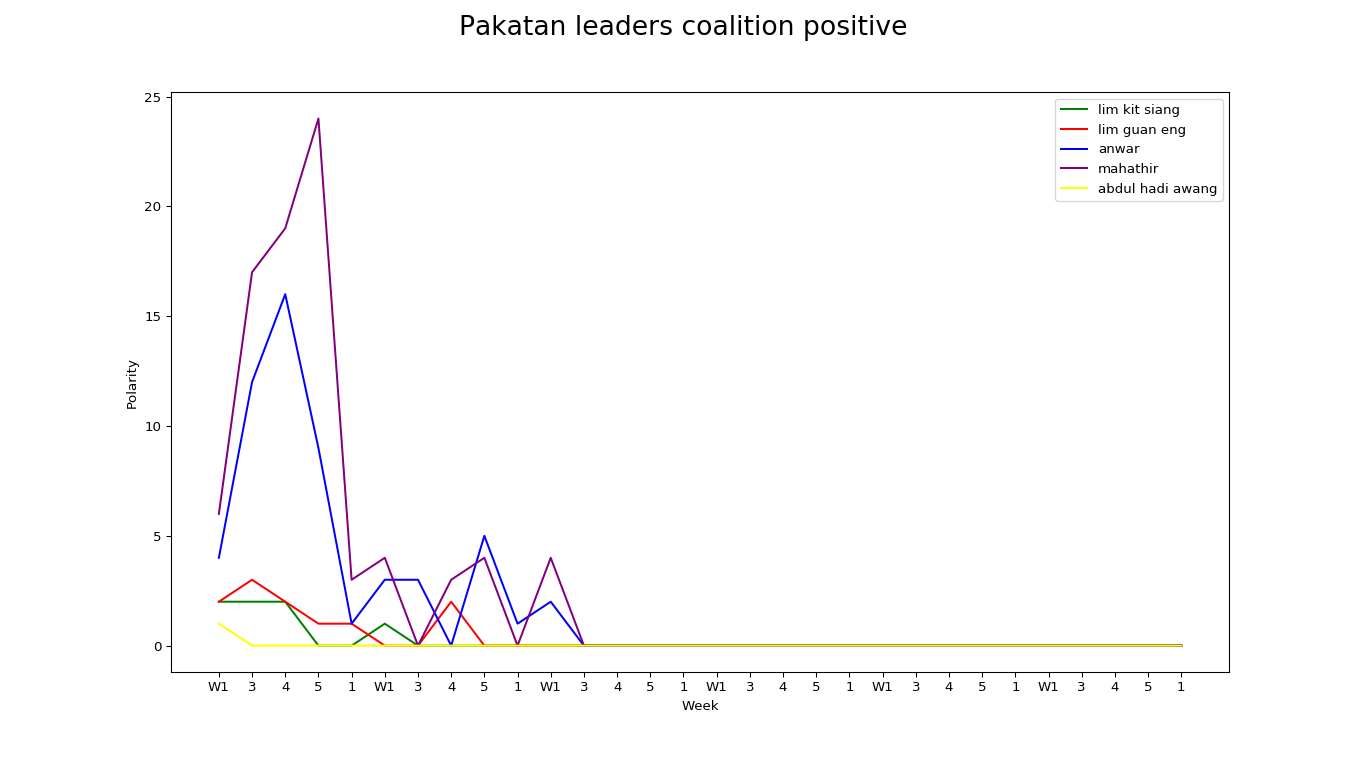 Pakatan leaders coalition positive
25
20
15
10
5
0
Polarity
lim kit siang
lim guan eng
anwar
mahathir
abdul hadi awang
W1 3 4 5 1 W1 3 4 5 1 W1 3 4 5 1 W1 3 4 5 1 W1 3 4 5 1 W1 3 4 5 1
Week